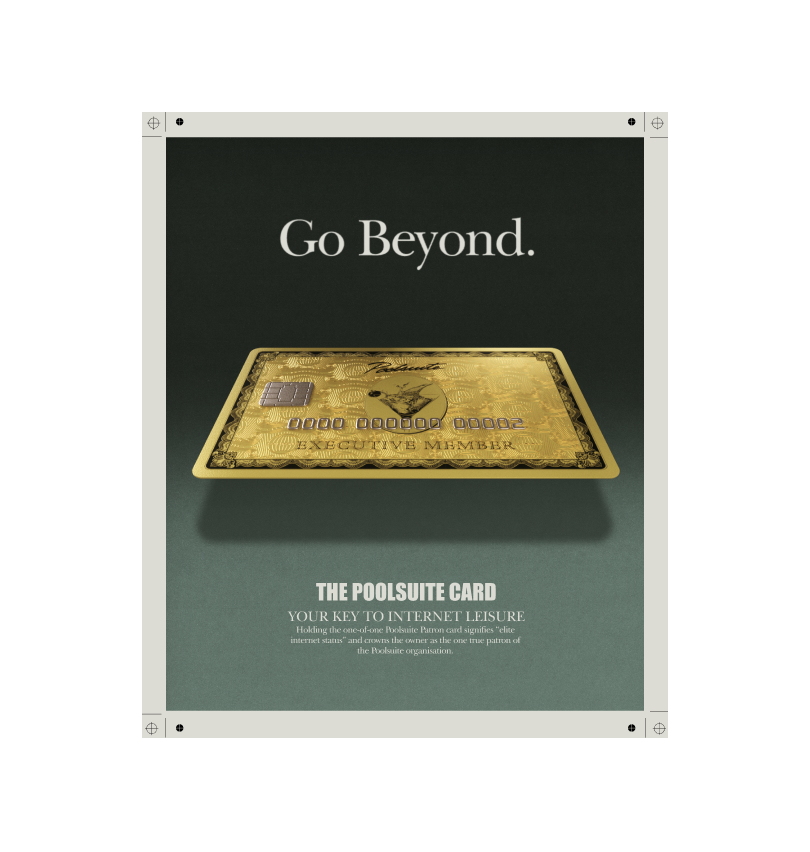 Go Beyond.
Poolsuite
0000 000000 00002
EXECUTIVE MEMBER
THE POOLSUITE CARD
YOUR KEY TO INTERNET LEISURE
Holding the one-of-one Poolsuite Patron card signifies “elite
internet status” and crowns the owner as the one true patron of
the Poolsuite organisation.